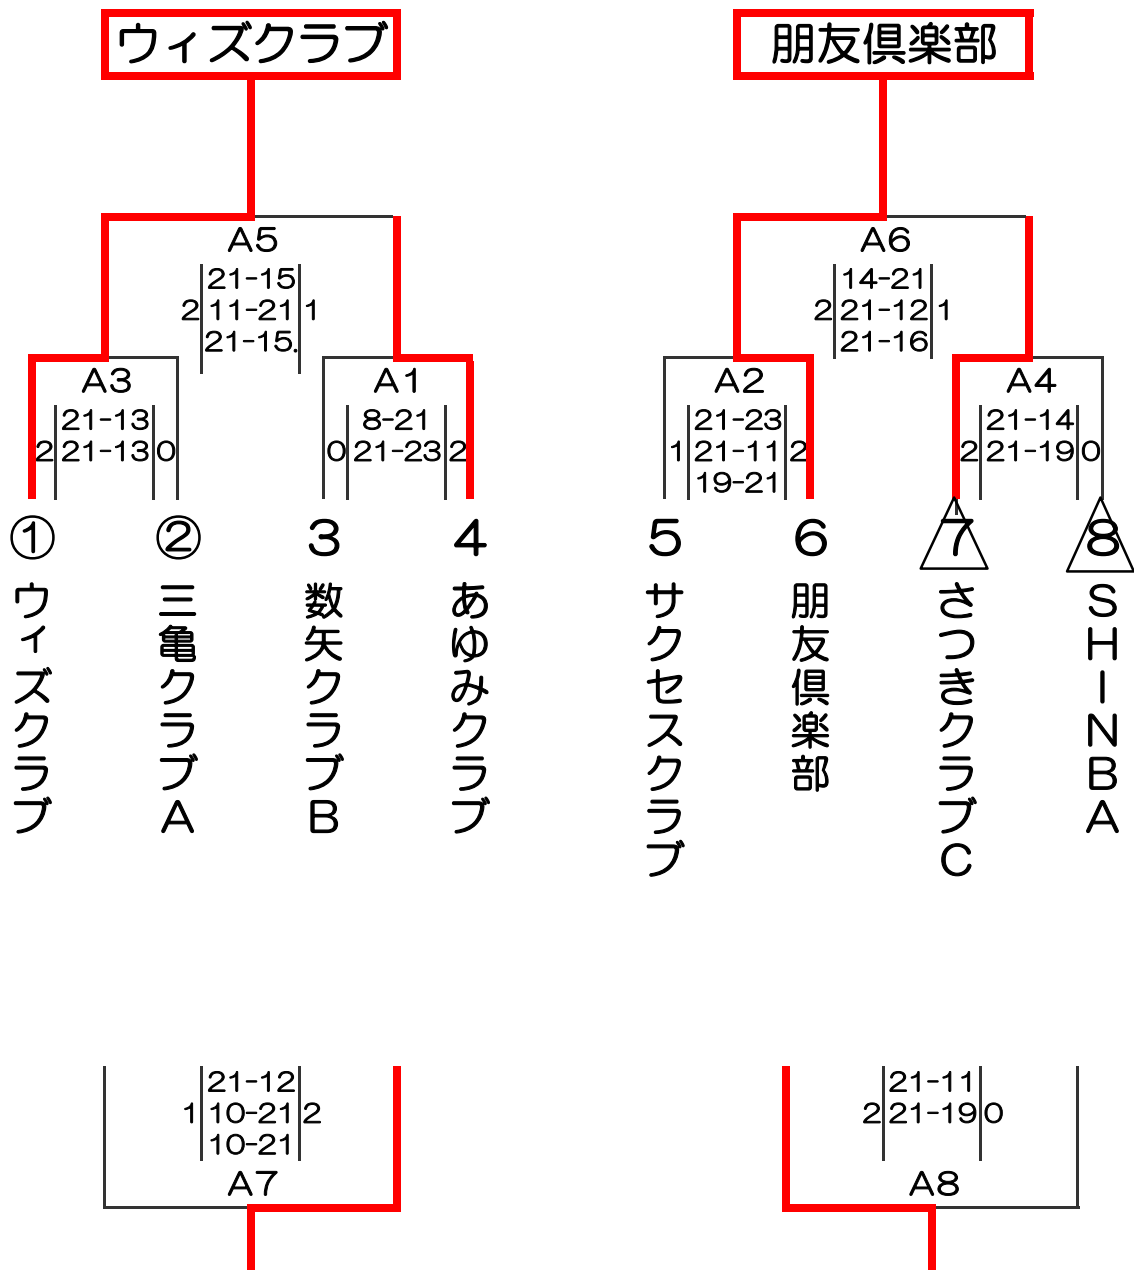 ウィズクラブ
朋友倶楽部
A5
21-15
2 11-21 1
21-15.
A6
14-21
2 21-12 1
21-16
A3
21-13
2 21-13 0
A1
8-21
0 21-23 2
A2
21-23
1 21-11 2
19-21
A4
21-14
2 21-19 0
① ② 3 4 5 6 7 8
ウィズクラブ
三亀クラブA
数矢クラブB
あゆみクラブ
サクセスクラブ
朋友倶楽部
さつきクラブC
SHINBA
21-12
1 10-21 2
10-21
A7
21-11
2 21-19 0
A8